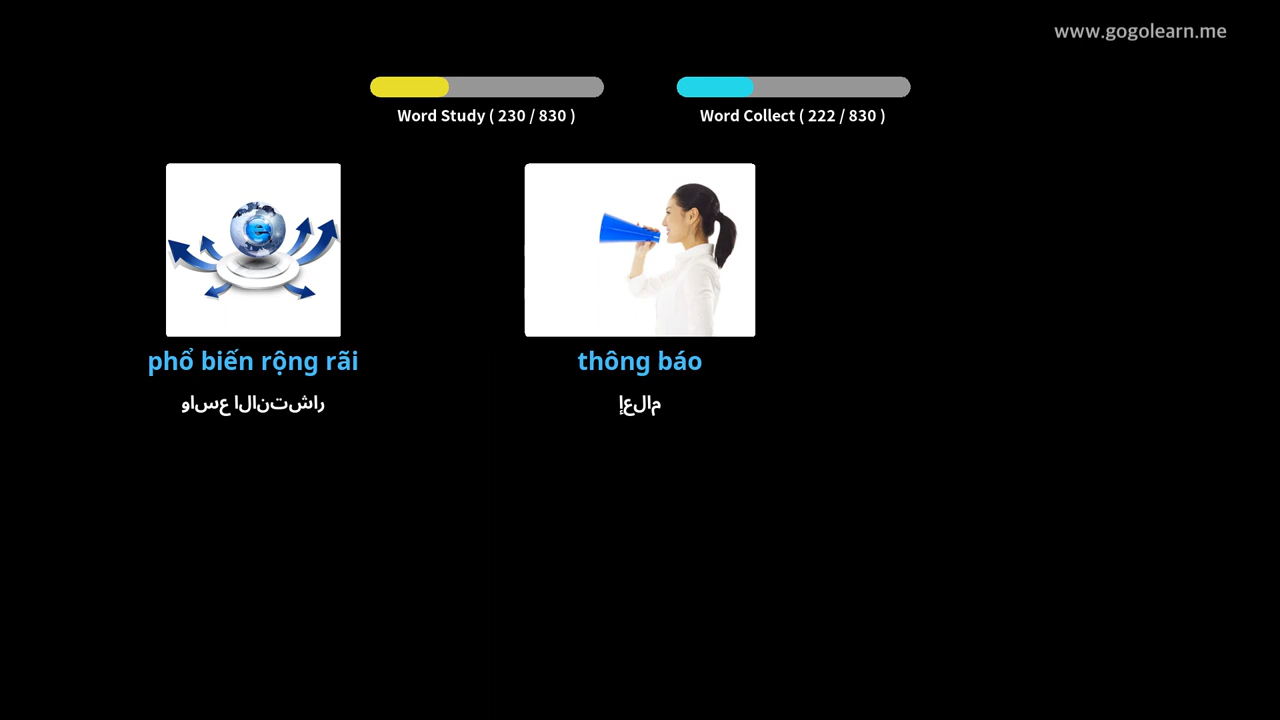 www.gogolearn.me
Word Study ( 230 / 830 )
Word Collect ( 222 / 830 )
phổ biến rộng rãi
واسع الانتشار
thông báo
إعلام